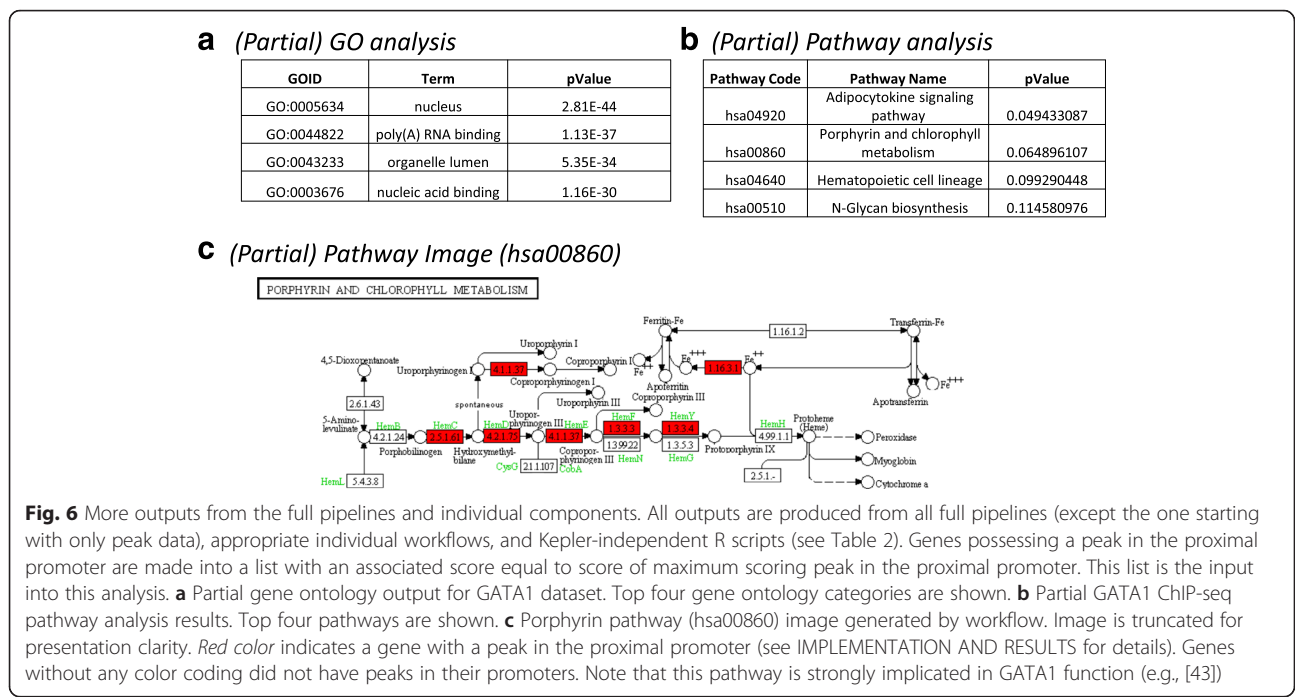 a (Partial) GO analysis
GOID Term pValue
GO:0005634 nucleus 2.81E-44
GO:0044822 poly(A) RNA binding 1.13E-37
GO:0043233 organelle lumen 5.35E-34
GO:0003676 nucleic acid binding 1.16E-30
b (Partial) Pathway analysis
Pathway Code Pathway Name pValue
hsa04920 Adipocytokine signaling pathway 0.049433087
hsa00860 Porphyrin and chlorophyll metabolism 0.064896107
hsa04640 Hematopoietic cell lineage 0.099290448
hsa00510 N-Glycan biosynthesis 0.114580976
c (Partial) Pathway Image (hsa00860)
PORPHYRIN AND CHLOROPHYLL METABOLISM
Ferritin-Fe
Transferrin-Fe
1.16.1.2
Uroporphyrin I
4,5-Dioxopentanoate
Coproporphyrin I
Fe+++
Fe++
Fe+++
Fe++
Uroporphyrinogen I
4.1.1.37
1.16.3.1
Coproporphyrinogen I
Apoferritin
Apotransferrin
Coproporphyrin III
Uroporphyrin III
2.6.1.43
spontaneous
5-Amino-
levulinate
HemB
HemC
HemD
Uropor-
phyrinogen III
HemE
HemF
HemY
HemH
Protoheme
(Heme)
4.2.1.24
2.5.1.61
4.2.1.75
4.1.1.37
1.3.3.3
1.3.3.4
4.99.1.1
Peroxidase
Porphobilinogen
Hydroxymethyl-
bilane
Copropor-
phyrinogen III
1.3.99.22
1.3.5.3
Protoporphyrin IX
HemN
HemG
Myoglobin
CysG
2.1.1.107
CobA
2.5.1.-
HemL
5.4.3.8
Cytochrome a
Fig. 6 More outputs from the full pipelines and individual components. All outputs are produced from all full pipelines (except the one starting
with only peak data), appropriate individual workflows, and Kepler-independent R scripts (see Table 2). Genes possessing a peak in the proximal
promoter are made into a list with an associated score equal to score of maximum scoring peak in the proximal promoter. This list is the input
into this analysis. a Partial gene ontology output for GATA1 dataset. Top four gene ontology categories are shown. b Partial GATA1 ChIP-seq
pathway analysis results. Top four pathways are shown. c Porphyrin pathway (hsa00860) image generated by workflow. Image is truncated for
presentation clarity. Red color indicates a gene with a peak in the proximal promoter (see IMPLEMENTATION AND RESULTS for details). Genes
without any color coding did not have peaks in their promoters. Note that this pathway is strongly implicated in GATA1 function (e.g., [43])